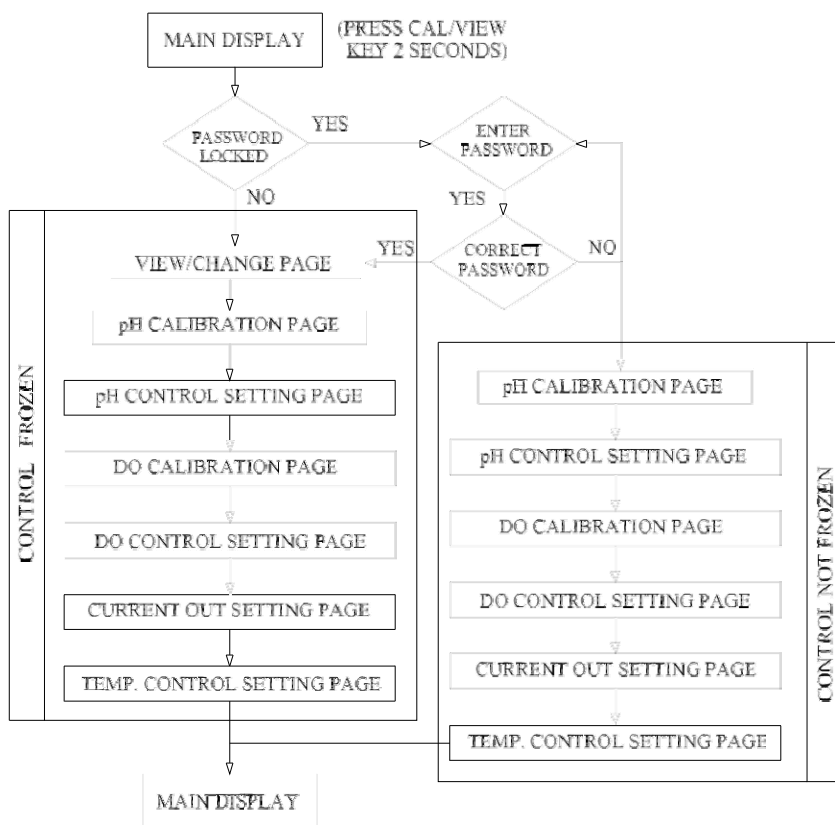 MAIN DISPLAY
(PRESS CAL/VIEW
KEY 2 SECONDS)
PASSWORD
LOCKED
YES
ENTER
PASSWORD
NO
YES
CORRECT
PASSWORD
YES
NO
CONTROL FROZEN
VIEW/CHANGE PAGE
pH CALIBRATION PAGE
pH CONTROL SETTING PAGE
DO CALIBRATION PAGE
DO CONTROL SETTING PAGE
CURRENT OUT SETTING PAGE
TEMP. CONTROL SETTING PAGE
pH CALIBRATION PAGE
pH CONTROL SETTING PAGE
DO CALIBRATION PAGE
DO CONTROL SETTING PAGE
CURRENT OUT SETTING PAGE
TEMP. CONTROL SETTING PAGE
CONTROL NOT FROZEN
MAIN DISPLAY